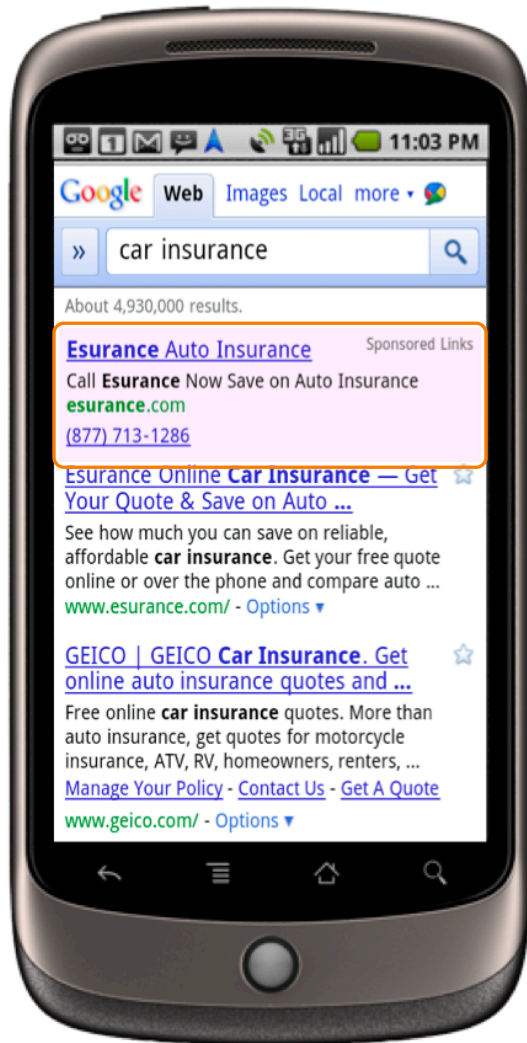 1 3G 11:03 PM
Google Web Images Local more ▾
» car insurance
About 4,930,000 results.
Esurance Auto Insurance Sponsored Links
Call Esurance Now Save on Auto Insurance
esurance.com
(877) 713-1286
Esurance Online Car Insurance — Get
Your Quote & Save on Auto ...
See how much you can save on reliable,
affordable car insurance. Get your free quote
online or over the phone and compare auto ...
www.esurance.com/ - Options ▾
GEICO | GEICO Car Insurance. Get
online auto insurance quotes and ...
Free online car insurance quotes. More than
auto insurance, get quotes for motorcycle
insurance, ATV, RV, homeowners, renters, ...
Manage Your Policy - Contact Us - Get A Quote
www.geico.com/ - Options ▾